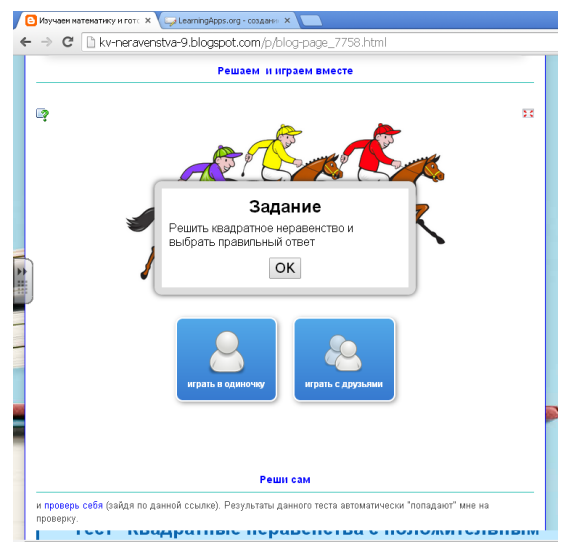 Изучаем математику и гото
LearningApps.org - создани
kv-neravenstva-9.blogspot.com/p/blog-page_7758.html
Решаем и играем вместе
Задание
Решить квадратное неравенство и
выбрать правильный ответ
OK
играть в одиночку
играть с друзьями
Реши сам
и проверь себя (зайдя по данной ссылке). Результаты данного теста автоматически "попадают" мне на
проверку.
Тест "Квадратные неравенства с положительным